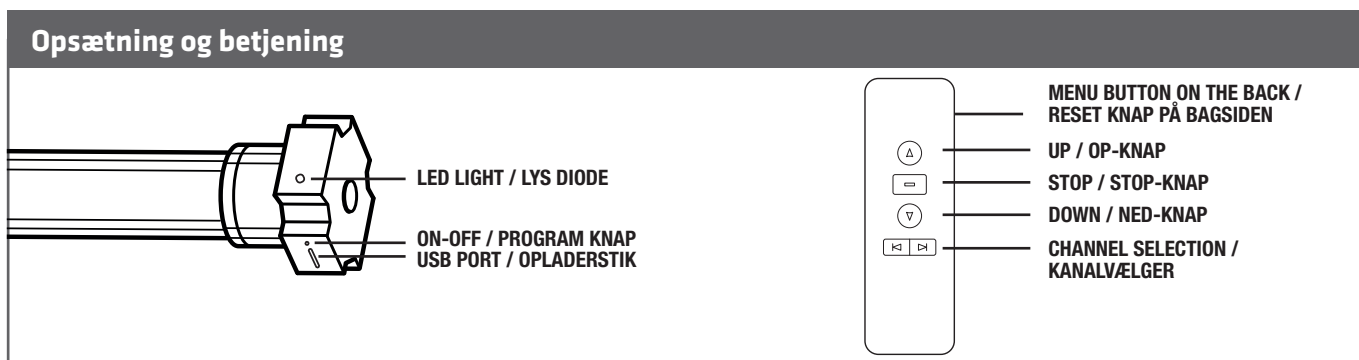 Opsætning og betjening
LED LIGHT / LYS DIODE
ON-OFF / PROGRAM KNAP
USB PORT / OPLADERSTIK
MENU BUTTON ON THE BACK /
RESET KNAP PÅ BAGSIDEN
UP / OP-KNAP
STOP / STOP-KNAP
DOWN / NED-KNAP
CHANNEL SELECTION /
KANALVÆLGER